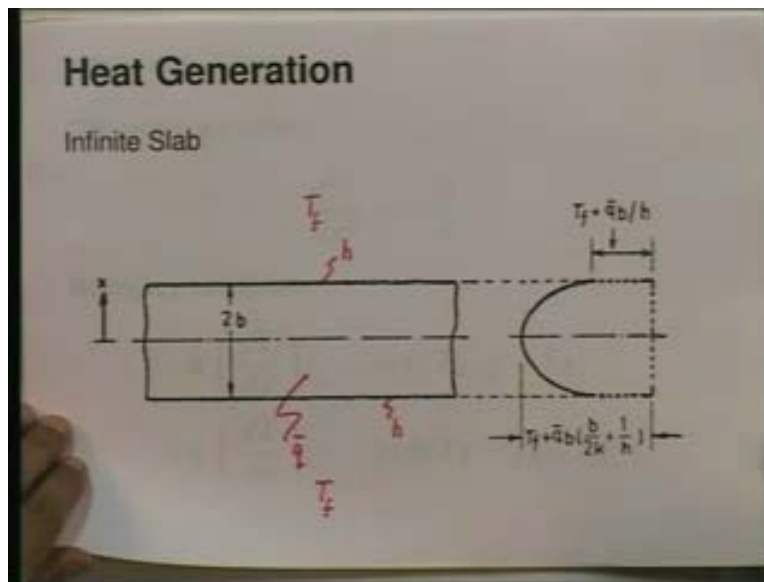 Heat Generation
Infinite Slab
T_f
h
T_f + q̄b/h
x
2b
q̄
h
T_f + q̄b(b/2k + 1/h)
T_f